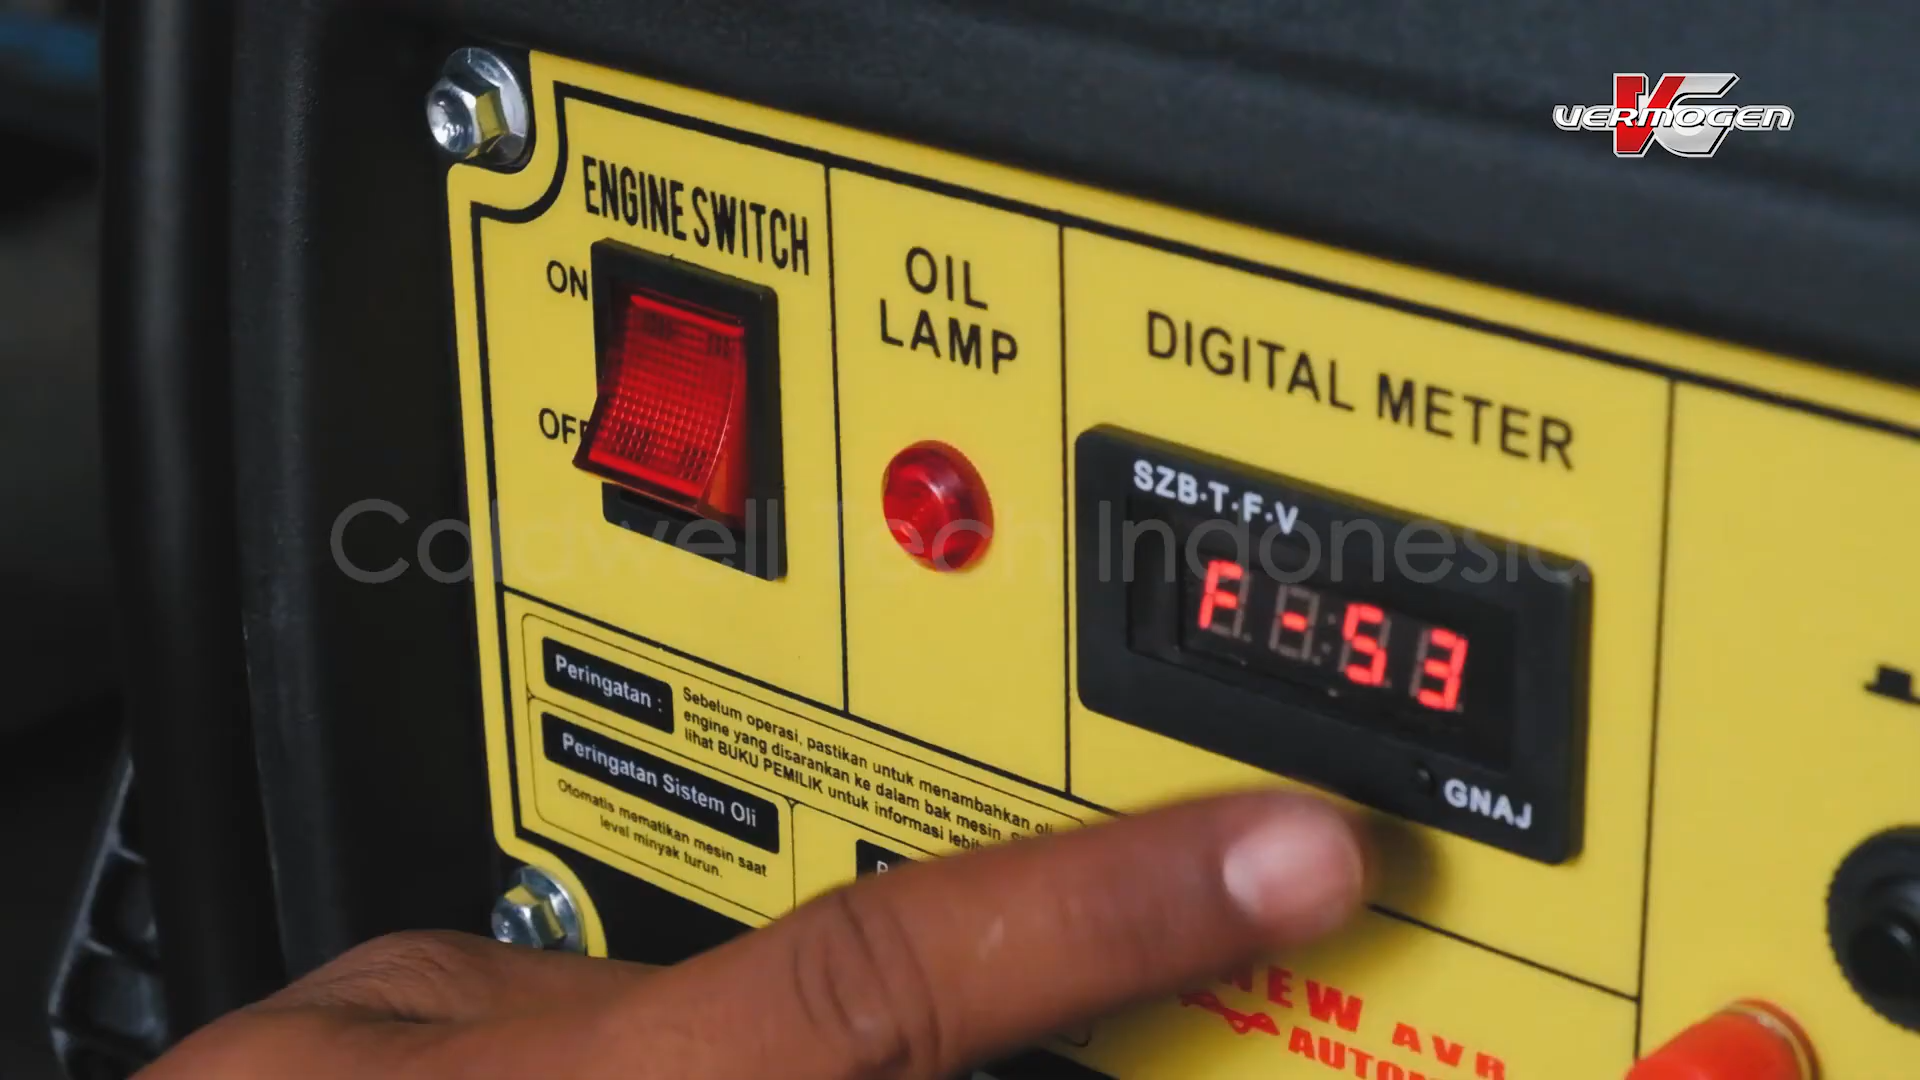 VERMOGEN
ENGINE SWITCH
ON
OFF
OIL
LAMP
DIGITAL METER
SZB·T·F·V
F-53
GNAJ
Caldwell Tech Indonesia
Peringatan :
Sebelum operasi, pastikan untuk menambahkan oli
engine yang disarankan ke dalam bak mesin.
lihat BUKU PEMILIK untuk informasi lebih
Peringatan Sistem Oli
Otomatis mematikan mesin saat
level minyak turun.
NEW AVR